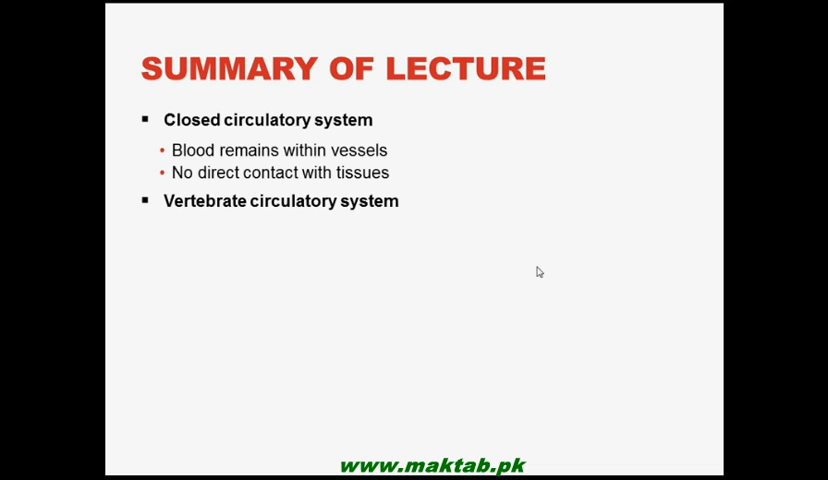 SUMMARY OF LECTURE
▪ Closed circulatory system
• Blood remains within vessels
• No direct contact with tissues
▪ Vertebrate circulatory system
www.maktab.pk